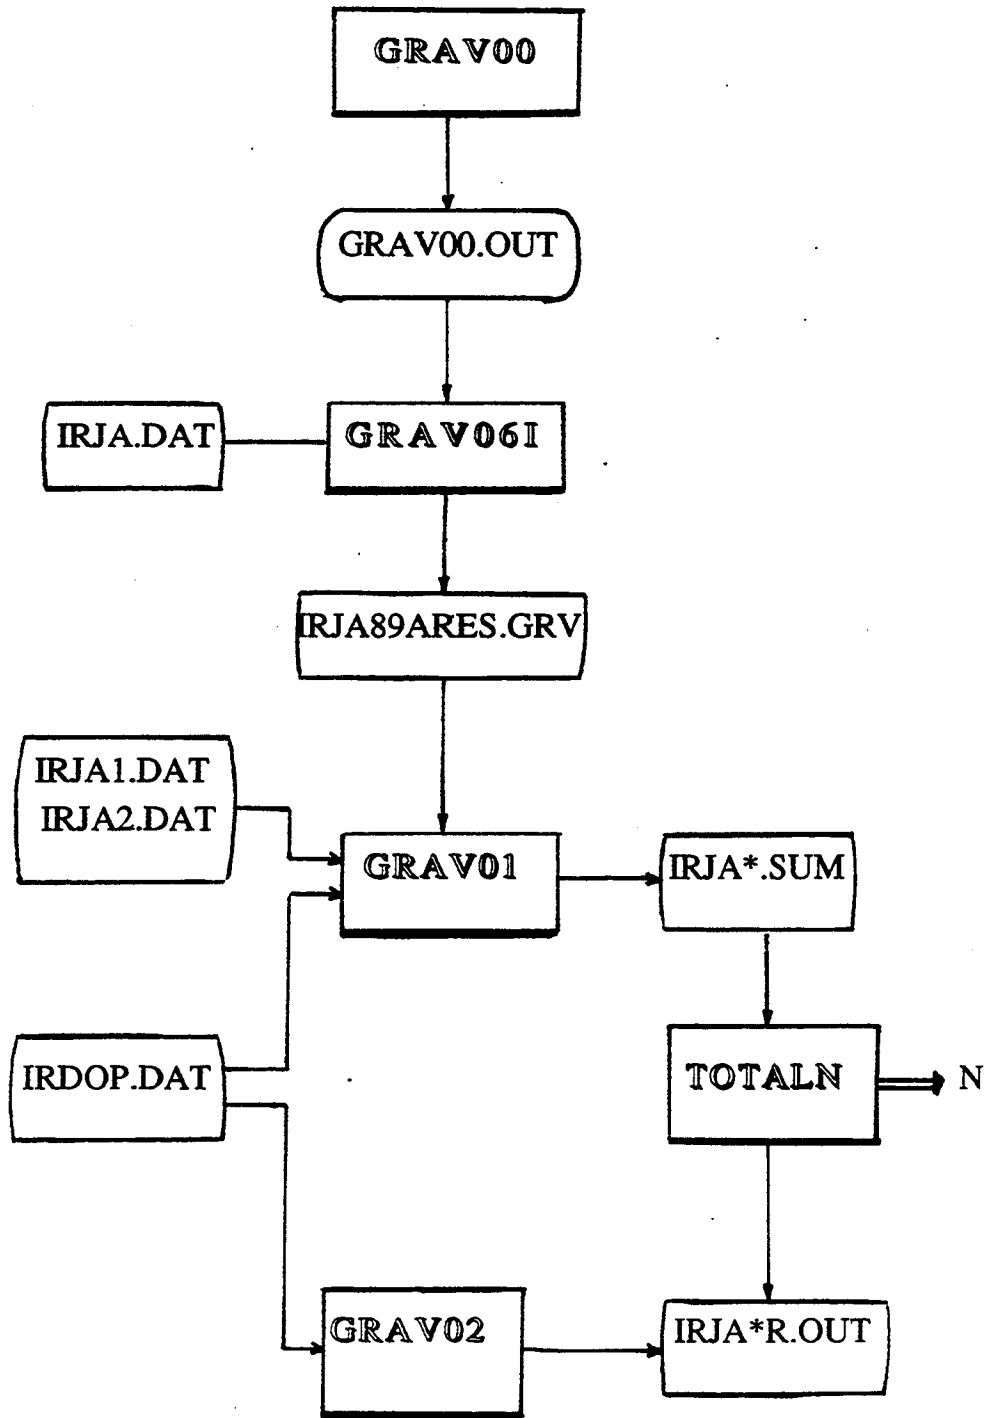 GRAV00
GRAV00.OUT
IRJA.DAT
GRAV06I
IRJA89ARES.GRV
IRJA1.DAT
IRJA2.DAT
GRAV01
IRJA*.SUM
IRDOP.DAT
TOTALN
N
GRAV02
IRJA*R.OUT